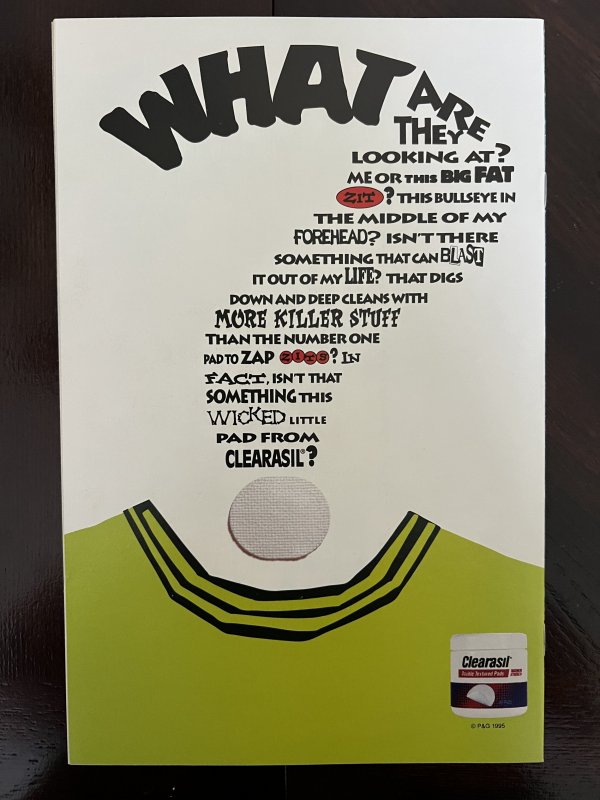 WHAT ARE
THEY
LOOKING AT?
ME OR THIS BIG FAT
ZIT? THIS BULLSEYE IN
THE MIDDLE OF MY
FOREHEAD? ISN'T THERE
SOMETHING THAT CAN BLAST
IT OUT OF MY LIFE? THAT DIGS
DOWN AND DEEP CLEANS WITH
MORE KILLER STUFF
THAN THE NUMBER ONE
PAD TO ZAP ZITS? IN
FACT, ISN'T THAT
SOMETHING THIS
WICKED LITTLE
PAD FROM
CLEARASIL®?
Clearasil
Double Textured Pads
MAXIMUM
STRENGTH
© P&G 1995